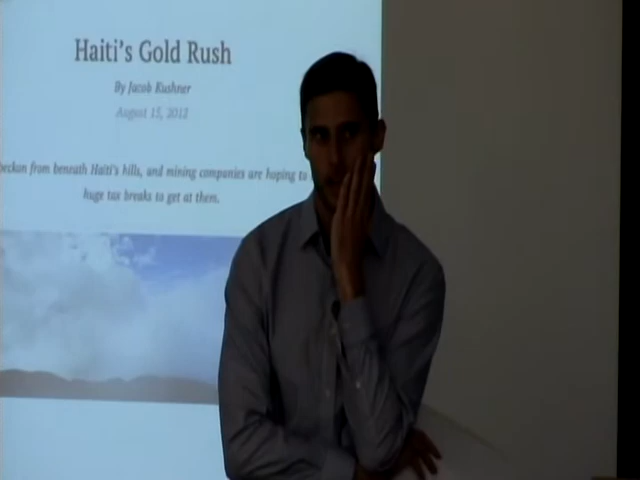 Haiti's Gold Rush
By Jacob Kushner
August 15, 2012
beckon from beneath Haiti's hills, and mining companies are hoping to
huge tax breaks to get at them.